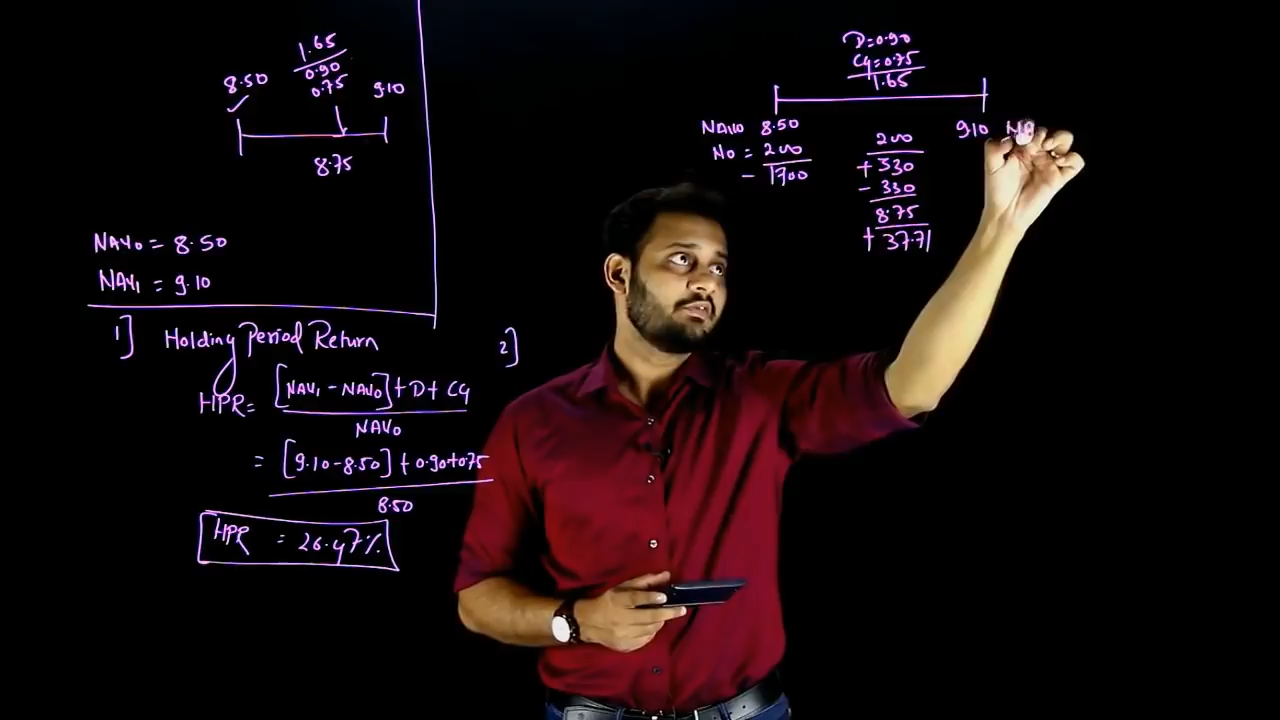 1.65
0.90
0.75
8.50
9.10
8.75
NAV0 = 8.50
NAV1 = 9.10
1] Holding Period Return
HPR = [NAV1 - NAV0] + D + CG
NAV0
= [9.10 - 8.50] + 0.90 + 0.75
8.50
HPR = 26.47%
2]
D = 0.90
CG = 0.75
1.65
NAV0 8.50
No = 200
- 1700
200
+ 330
- 330
8.75
+ 37.71
9.10